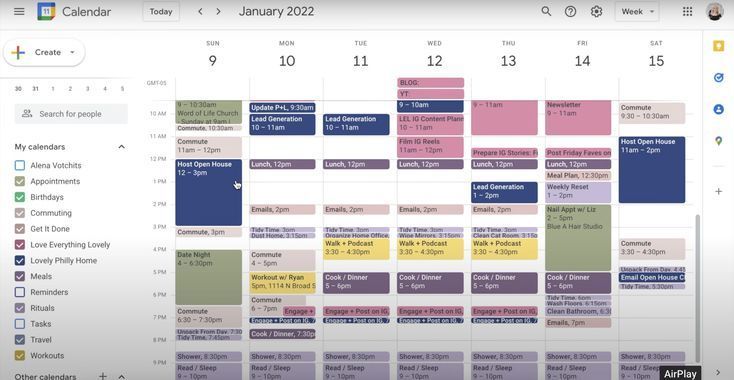 Calendar
Today
January 2022
Week
Create
30 31 1 2 3 4 5
Search for people
My calendars
Alena Votchits
Appointments
Birthdays
Commuting
Get It Done
Love Everything Lovely
Lovely Philly Home
Meals
Reminders
Rituals
Tasks
Travel
Workouts
Other calendars
GMT-05
10 AM
11 AM
12 PM
1 PM
2 PM
3 PM
4 PM
5 PM
6 PM
7 PM
8 PM
9 PM
SUN
9
9 – 10:30am
Word of Life Church
- Sunday at 9am |
Commute, 10:30am
Commute
11am – 12pm
Host Open House
12 – 3pm
Commute, 3pm
Date Night
4 – 6:30pm
Commute
6:30 – 7:30pm
Unpack From Day, 7:30
Tidy Time, 7:45pm
Shower, 8:30pm
Read / Sleep
9 – 10pm
MON
10
Update P+L, 9:30am
Lead Generation
10 – 11am
Lunch, 12pm
Emails, 2pm
Tidy Time, 3pm
Dust Home, 3:15pm
Commute
4 – 5pm
Workout w/ Ryan
5pm, 1114 N Broad S
Commute
6 – 7pm
Engage +
Engage + Post on IG, 7
Cook / Dinner, 7:30p
Shower, 8:30pm
Read / Sleep
9 – 10pm
TUE
11
Lead Generation
10 – 11am
Lunch, 12pm
Emails, 2pm
Tidy Time, 3pm
Organize Home Office,
Walk + Podcast
3:30 – 4:30pm
Cook / Dinner
5 – 6pm
Engage + Post on IG,
Engage + Post on IG, 7
Shower, 8:30pm
Read / Sleep
9 – 10pm
WED
12
BLOG:
YT:
9 – 10am
LEL IG Content Plan
10 – 11am
Film IG Reels
11am – 12pm
Lunch, 12pm
Emails, 2pm
Tidy Time, 3pm
Wipe Mirrors, 3:15pm
Walk + Podcast
3:30 – 4:30pm
Cook / Dinner
5 – 6pm
Engage + Post on IG,
Engage + Post on IG, 7
Shower, 8:30pm
Read / Sleep
9 – 10pm
THU
13
9 – 11am
Prepare IG Stories: F
Lead Generation
1 – 2pm
Emails, 2pm
Tidy Time, 3pm
Clean Cat Room, 3:15p
Walk + Podcast
3:30 – 4:30pm
Cook / Dinner
5 – 6pm
Engage + Post on IG,
Engage + Post on IG, 7
Shower, 8:30pm
Read / Sleep
9 – 10pm
FRI
14
Newsletter
9 – 11am
Post Friday Faves on
Lunch, 12pm
Meal Plan, 12:30pm
Weekly Reset
1 – 2pm
Nail Appt w/ Liz
2 – 5pm
Blue A Hair Studio
Cook / Dinner
5 – 6pm
Tidy Time, 6pm
Wash Floors, 6:15pm
Clean Bathroom, 6:30
Emails, 7pm
Shower, 8:30pm
Read / Sleep
9 – 10pm
SAT
15
Commute
9:30 – 10:30am
Host Open House
11am – 2pm
Commute
3:30 – 4:30pm
Unpack From Day, 4:45
Email Open House C
Tidy Time, 5:30pm
Shower, 8:30pm
Read / Sleep
9 – 10pm
AirPlay